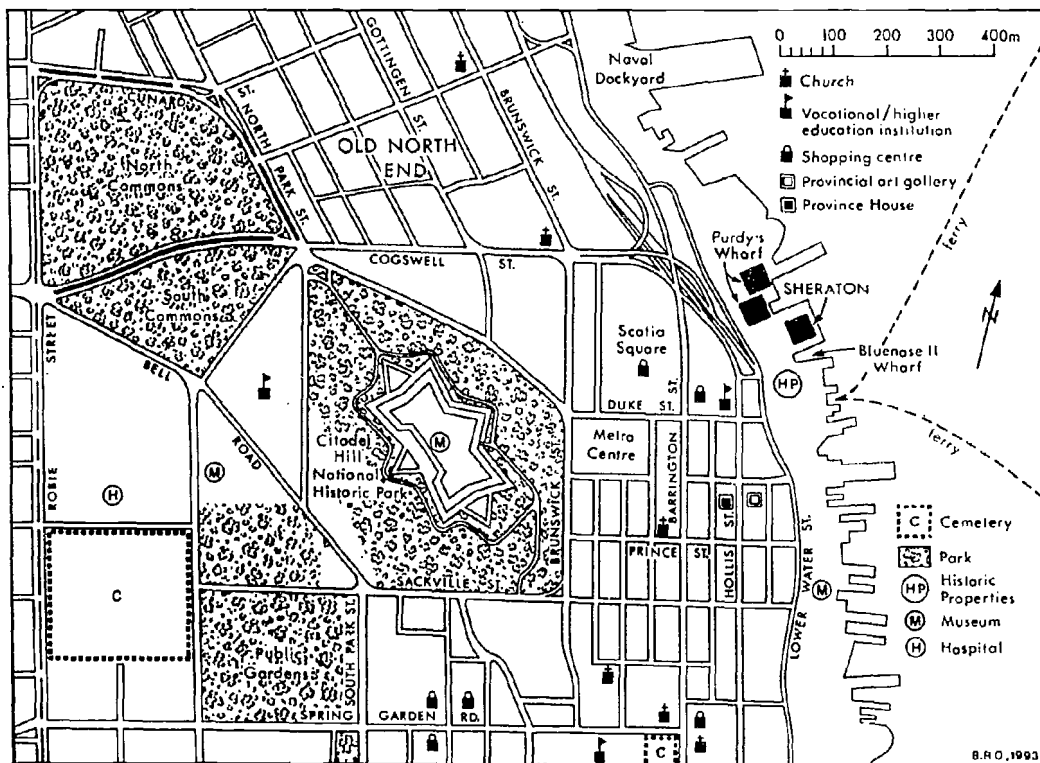 0 100 200 400m
Church
Vocational/higher
education institution
Shopping centre
Provincial art gallery
Province House
Naval
Dockyard
GOTTINGEN
ST.
BRUNSWICK
ST.
CUNARD
ST.
NORTH
PARK
ST.
OLD NORTH
END
North
Commons
COGSWELL
ST.
Purdy's
Wharf
SHERATON
N
ferry
South
Commons
Scotia
Square
Bluenose II
Wharf
STRET
BELL
ROAD
HP
DUKE ST.
ST.
Metro
Centre
BARRINGTON
ferry
M
Citadel
Hill
National
Historic Park
M
H
ROBIE
BRUNSWICK
ST.
PRINCE ST.
HOLLIS
ST.
LOWER
WATER
ST.
C Cemetery
Park
HP Historic
Properties
M Museum
H Hospital
M
C
SACKVILLE ST.
SOUTH PARK ST.
Public
Gardens
SPRING GARDEN RD.
C
B.R.O, 1993